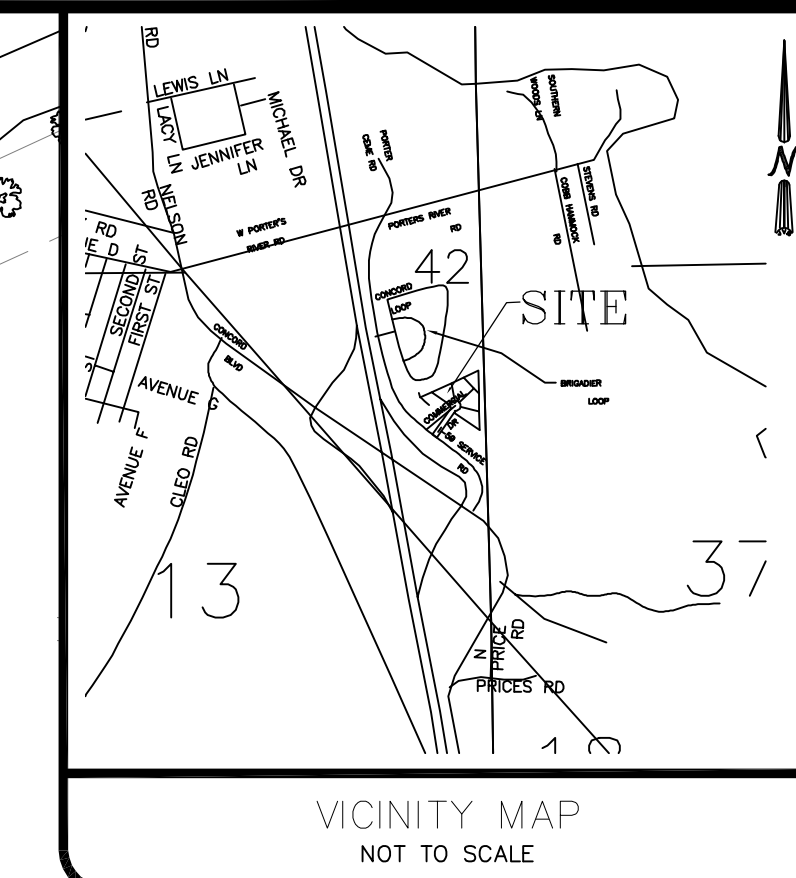 RD
LEWIS LN
LACY LN
MICHAEL DR
JENNIFER
LN
NELSON
RD
PORTER
CEME RD
SOUTHERN
WOODS LN
STEVENS RD
COBB HAMMOCK
RD
W PORTER'S
RIVER RD
PORTERS RIVER
RD
N
RD
UE D
SECOND ST
FIRST ST
42
CONCORD
LOOP
SITE
CONCORD
BLVD
BRIGADIER
LOOP
AVENUE G
AVENUE F
CLEO RD
COMMERCIAL
DR
SERVICE
RD
13
37
N
PRICE
RD
PRICES RD
VICINITY MAP
NOT TO SCALE